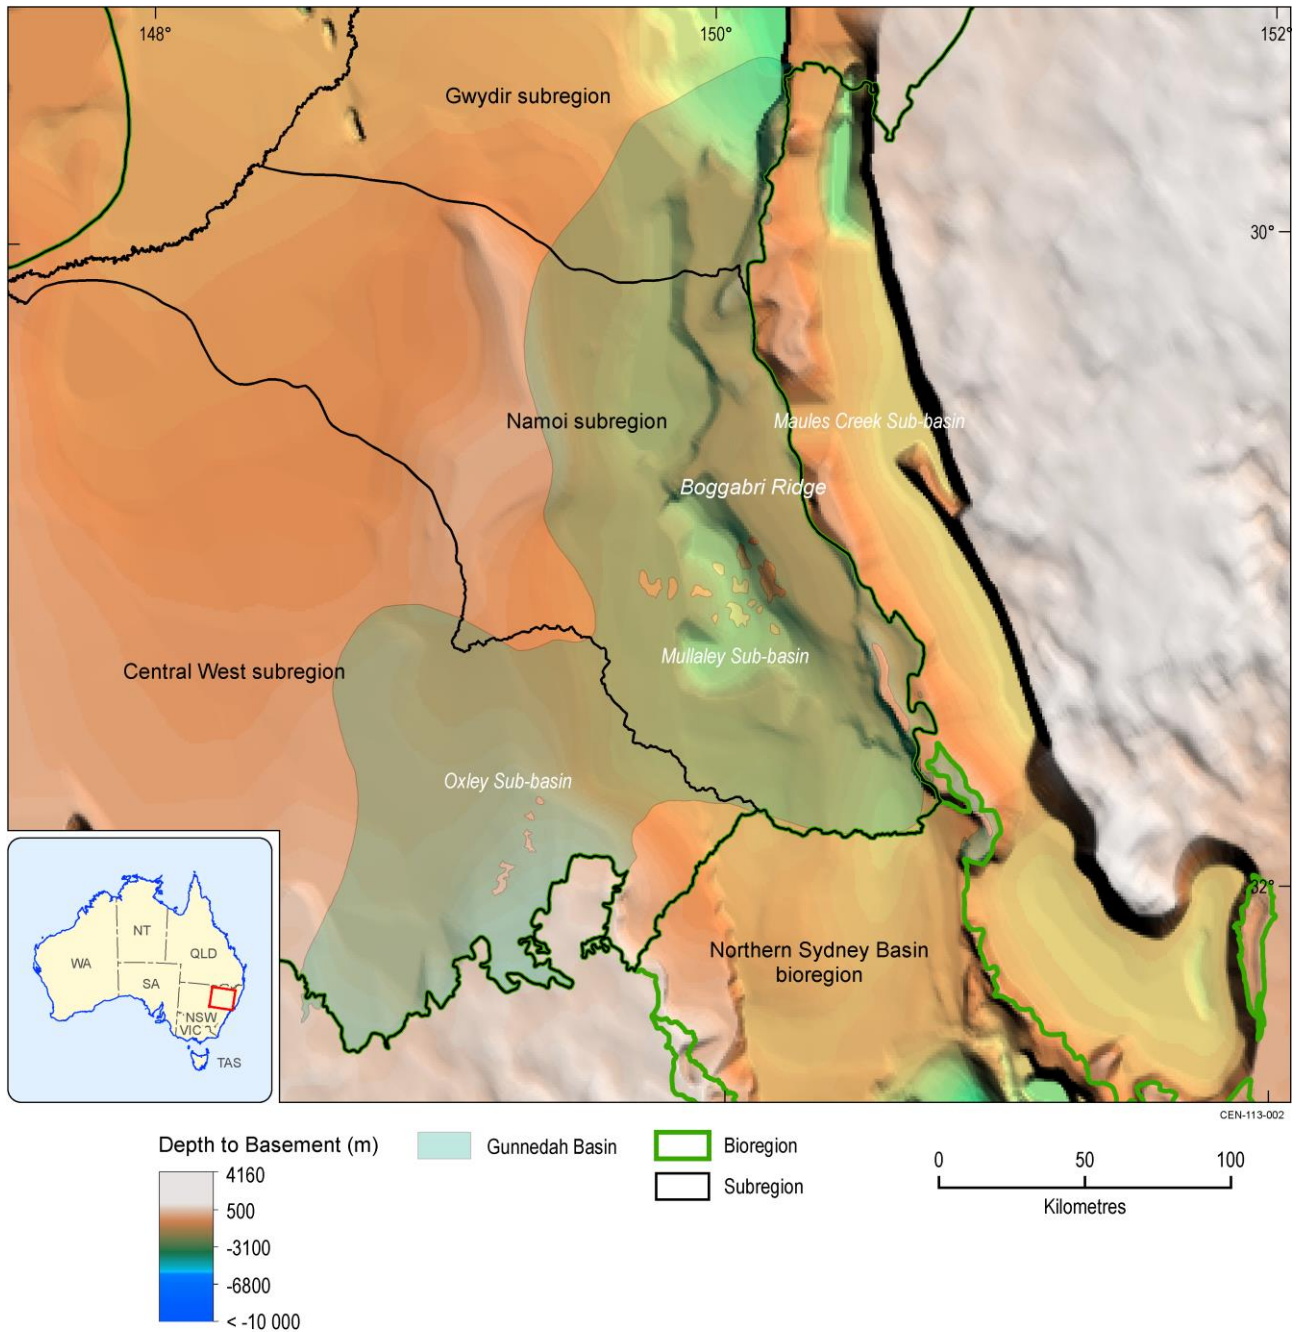 148°
150°
152°
Gwydir subregion
30°
Namoi subregion
Maules Creek Sub-basin
Boggabri Ridge
Mullaley Sub-basin
Central West subregion
Oxley Sub-basin
32°
Northern Sydney Basin
bioregion
NT
QLD
WA
SA
NSW
VIC
TAS
CEN-113-002
Depth to Basement (m)
4160
500
-3100
-6800
< -10 000
Gunnedah Basin
Bioregion
Subregion
0
50
100
Kilometres